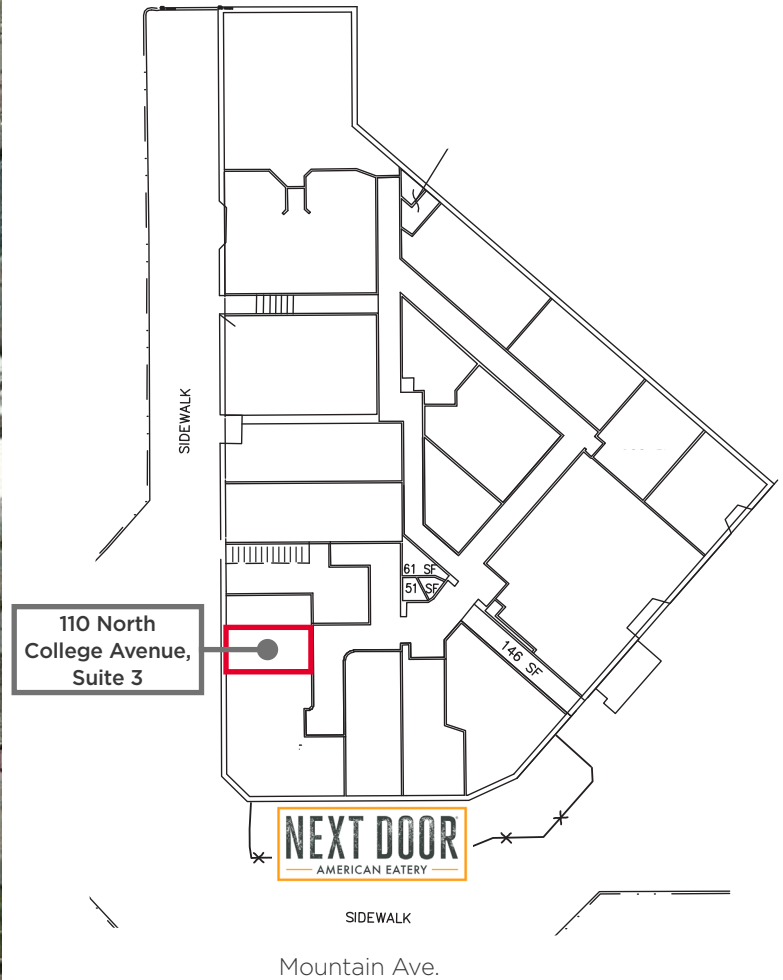 SIDEWALK
61 SF
51 SF
110 North
College Avenue,
Suite 3
146 SF
NEXT DOOR
AMERICAN EATERY
SIDEWALK
Mountain Ave.